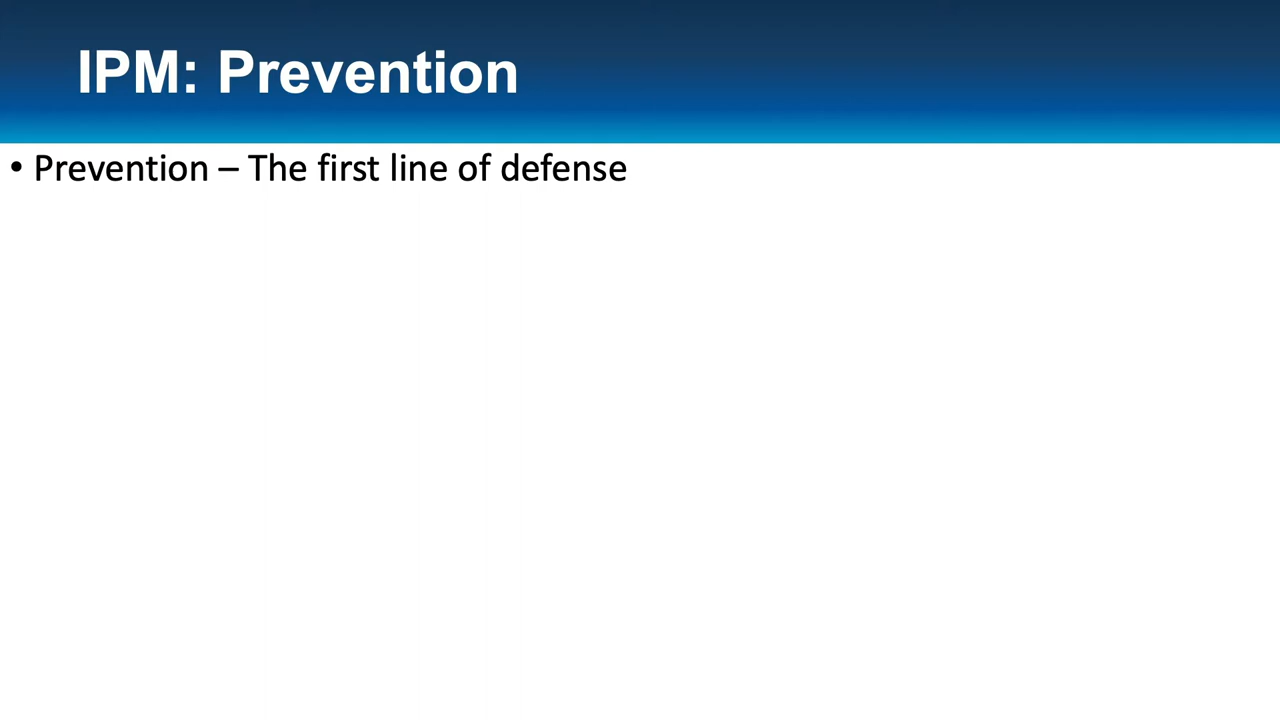 IPM: Prevention
• Prevention – The first line of defense